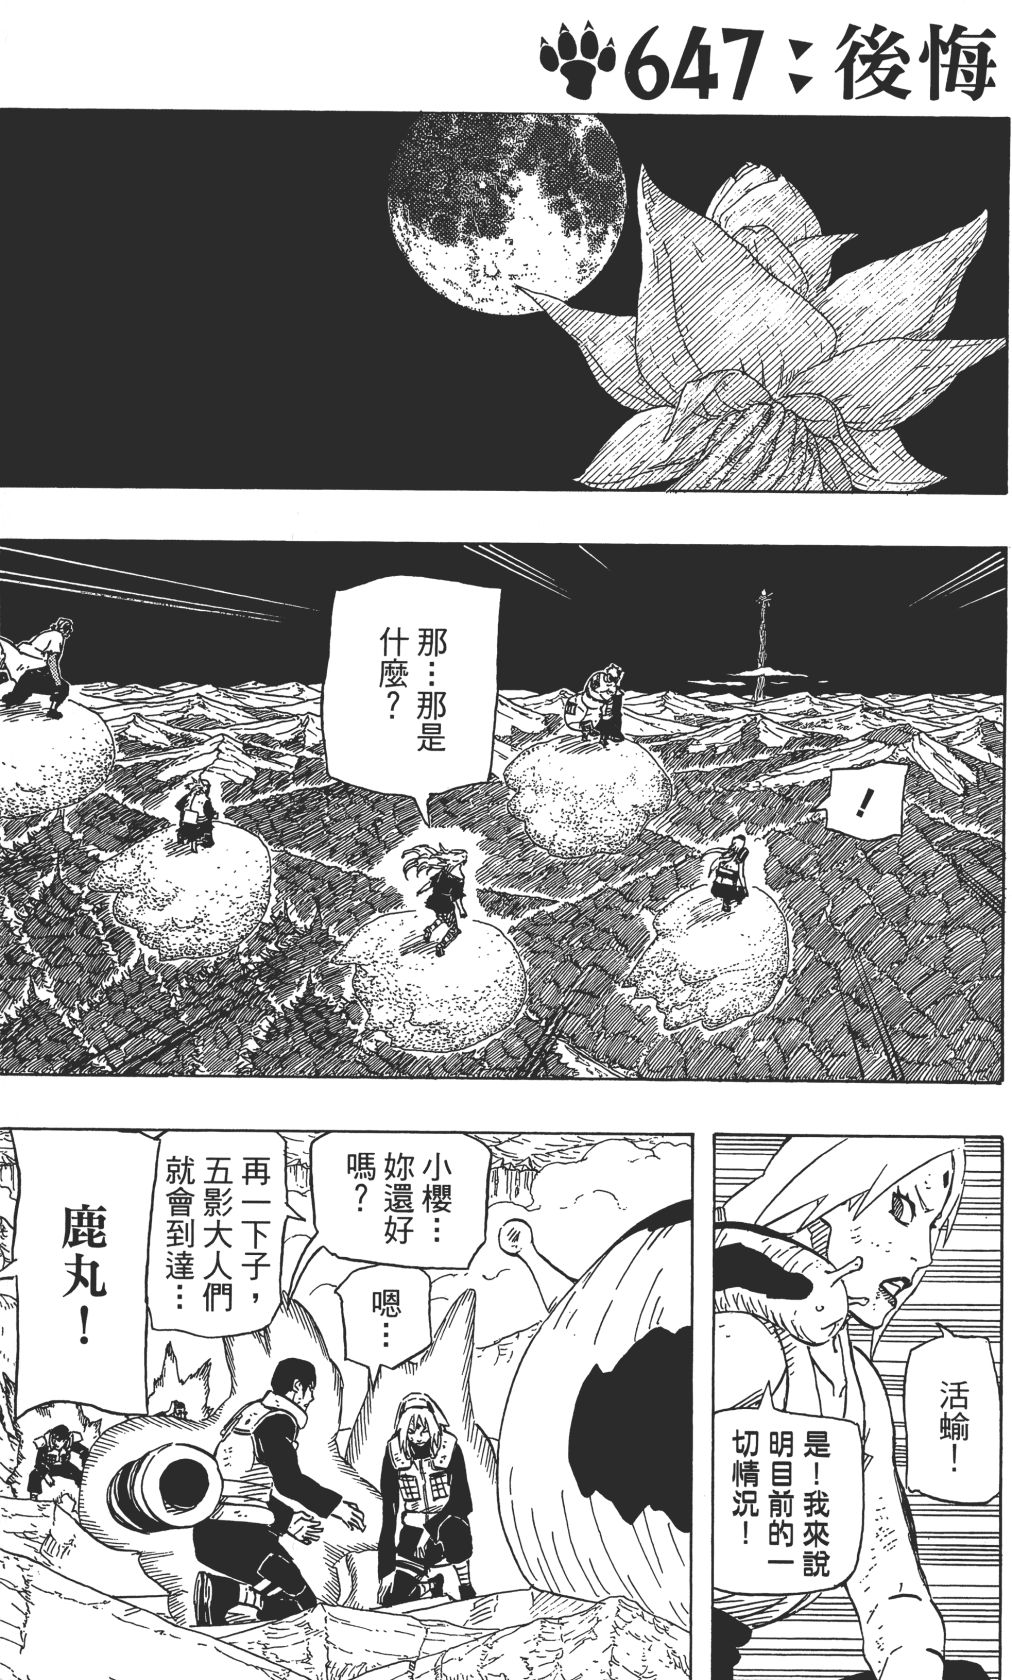 647：後悔
那…那是
什麼？
！
活蝓！
是！我來說
明目前的一
切情況！
小櫻…
妳還好
嗎？
嗯…
再一下子，
五影大人們
就會到達…
鹿丸！